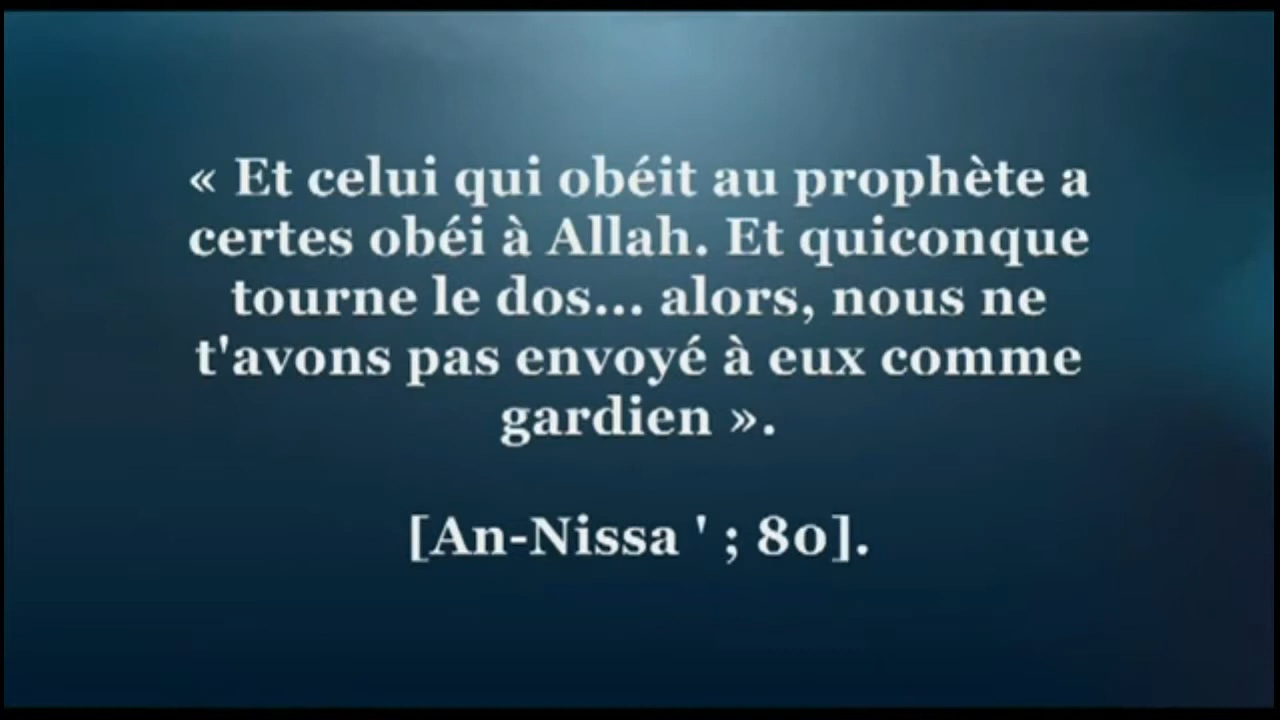 « Et celui qui obéit au prophète a
certes obéi à Allah. Et quiconque
tourne le dos... alors, nous ne
t'avons pas envoyé à eux comme
gardien ».
[An-Nissa ' ; 80].